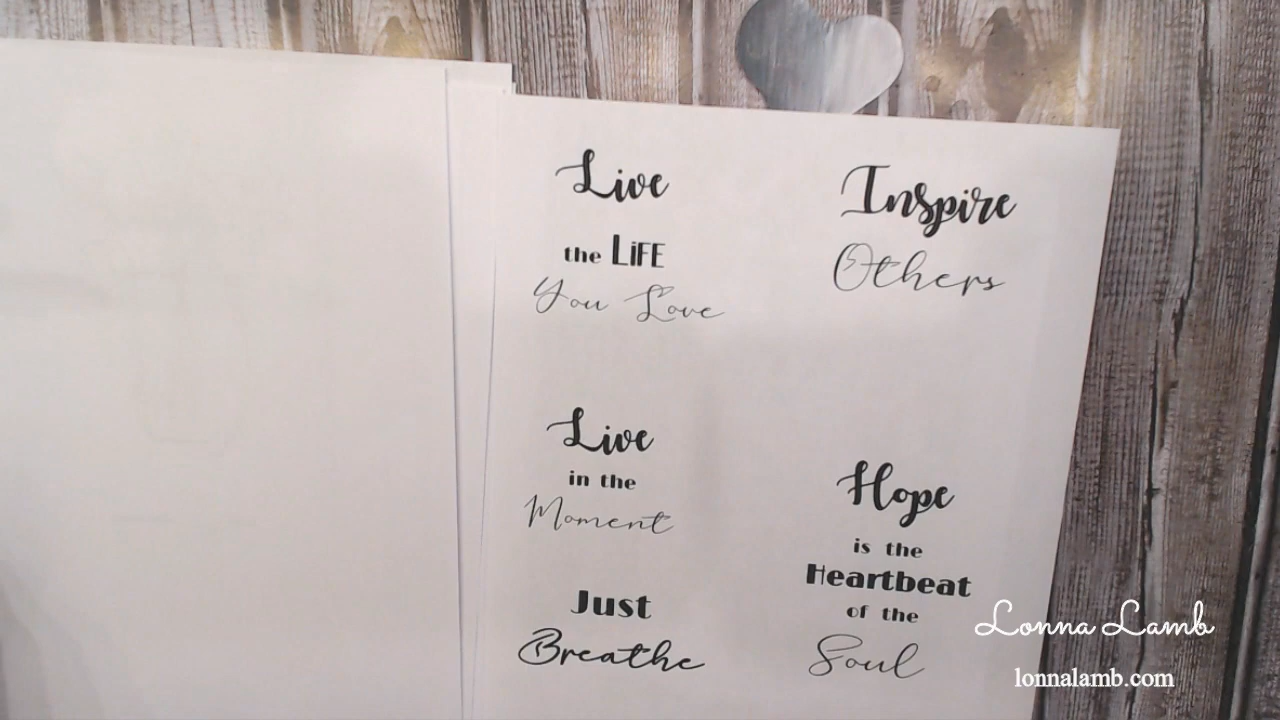 Live
the LiFE
You Love
Inspire
Others
Live
in the
Moment
Just
Breathe
Hope
is the
Heartbeat
of the
Soul
Lonna Lamb
lonnalamb.com